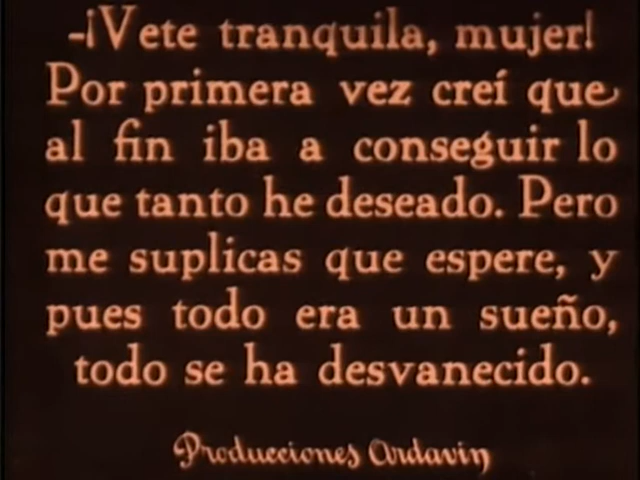 -¡Vete tranquila, mujer!
Por primera vez creí que
al fin iba a conseguir lo
que tanto he deseado. Pero
me suplicas que espere, y
pues todo era un sueño,
todo se ha desvanecido.
Producciones Ardavin